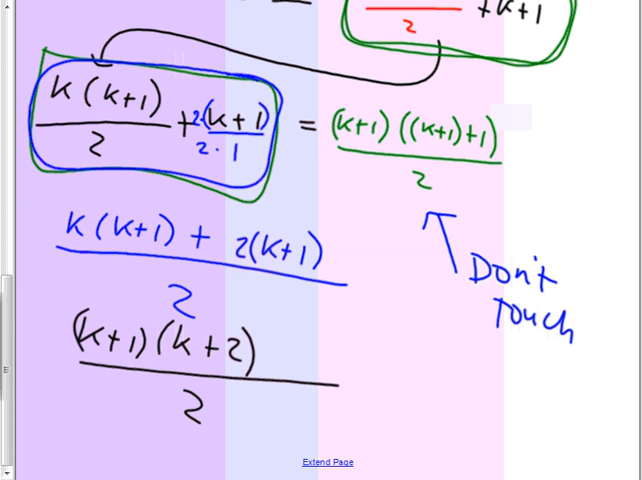 2 + k+1
k(k+1) / 2 + 2·(k+1) / 2·1 = (k+1)((k+1)+1) / 2
k(k+1) + 2(k+1) / 2
Don't
Touch
(k+1)(k+2) / 2
Extend Page